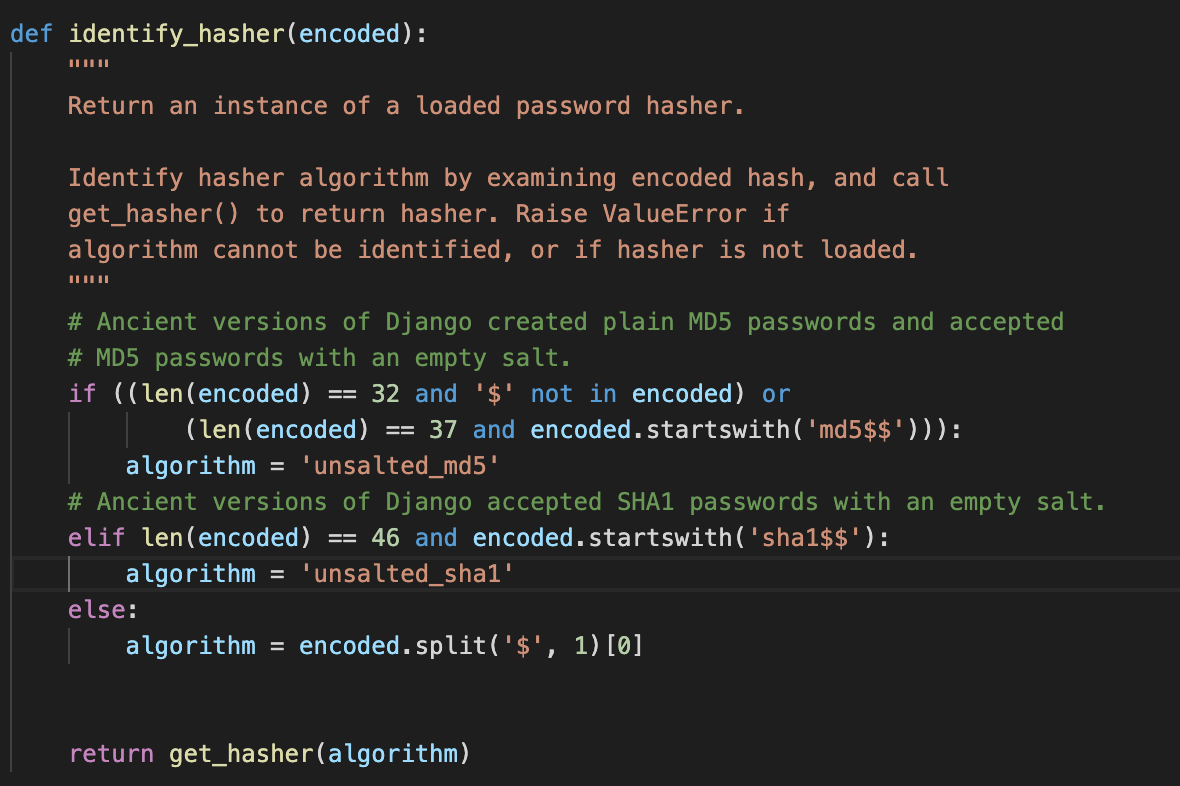 def identify_hasher(encoded):
    """
    Return an instance of a loaded password hasher.

    Identify hasher algorithm by examining encoded hash, and call
    get_hasher() to return hasher. Raise ValueError if
    algorithm cannot be identified, or if hasher is not loaded.
    """
    # Ancient versions of Django created plain MD5 passwords and accepted
    # MD5 passwords with an empty salt.
    if ((len(encoded) == 32 and '$' not in encoded) or
            (len(encoded) == 37 and encoded.startswith('md5$$'))):
        algorithm = 'unsalted_md5'
    # Ancient versions of Django accepted SHA1 passwords with an empty salt.
    elif len(encoded) == 46 and encoded.startswith('sha1$$'):
        algorithm = 'unsalted_sha1'
    else:
        algorithm = encoded.split('$', 1)[0]


    return get_hasher(algorithm)